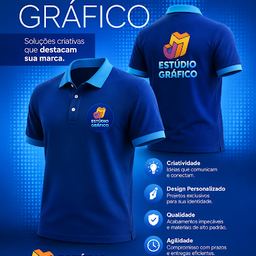 GRÁFICO
Soluções criativas
que destacam
sua marca.
ESTÚDIO
GRÁFICO
ESTÚDIO
GRÁFICO
Criatividade
Ideias que comunicam
e conectam.
Design Personalizado
Projetos exclusivos
para sua identidade.
Qualidade
Acabamentos impecáveis
e materiais de alto padrão.
Agilidade
Compromisso com prazos
e entregas eficientes.